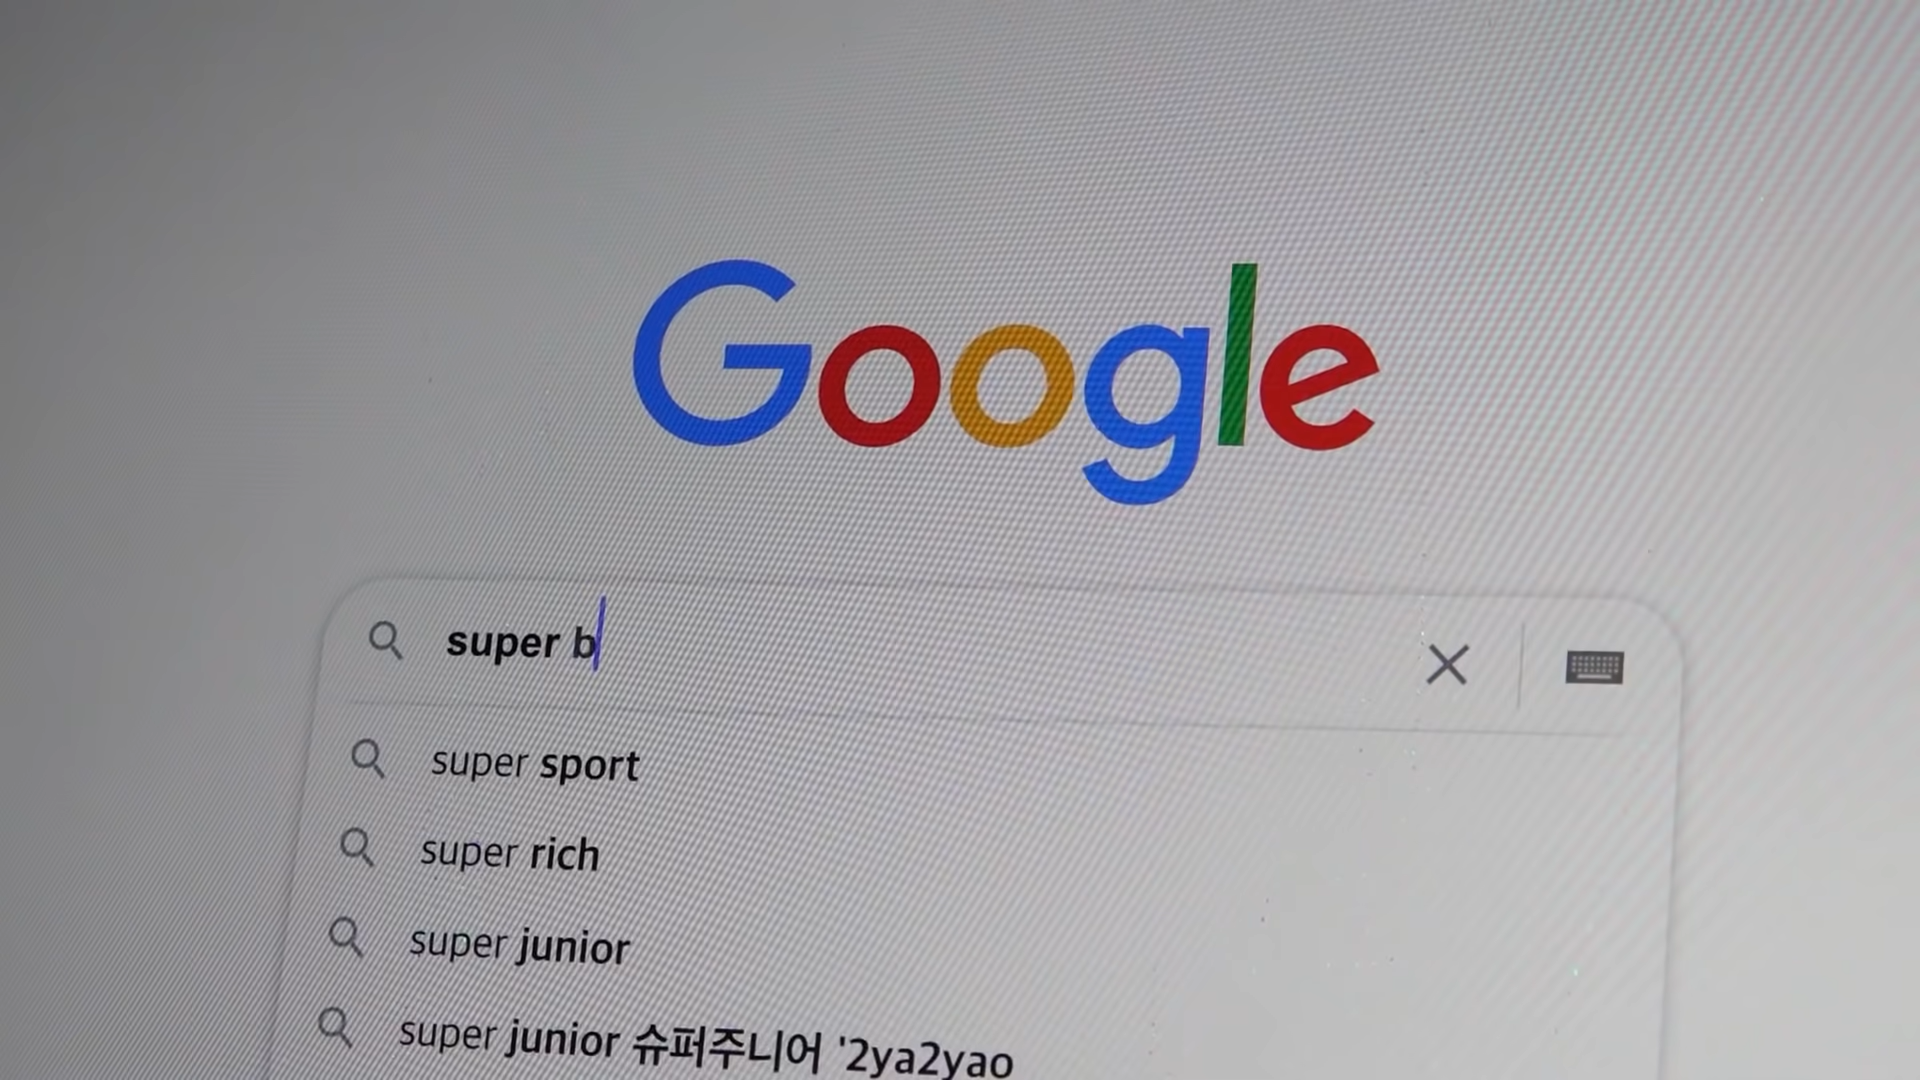 Google
super b
super sport
super rich
super junior
super junior 슈퍼주니어 '2ya2yao